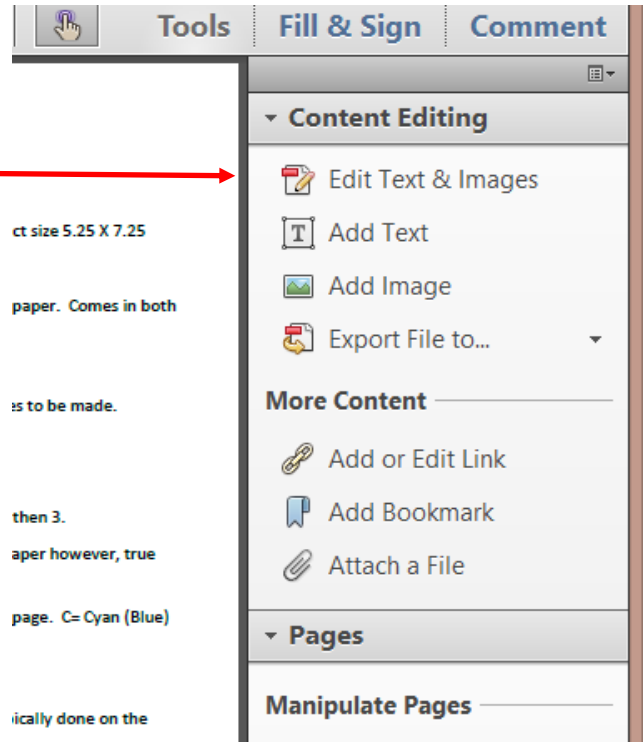 Tools Fill & Sign Comment
Content Editing
Edit Text & Images
ct size 5.25 X 7.25
Add Text
Add Image
paper. Comes in both
Export File to...
es to be made.
More Content
Add or Edit Link
then 3.
Add Bookmark
aper however, true
Attach a File
page. C= Cyan (Blue)
Pages
Manipulate Pages
ically done on the